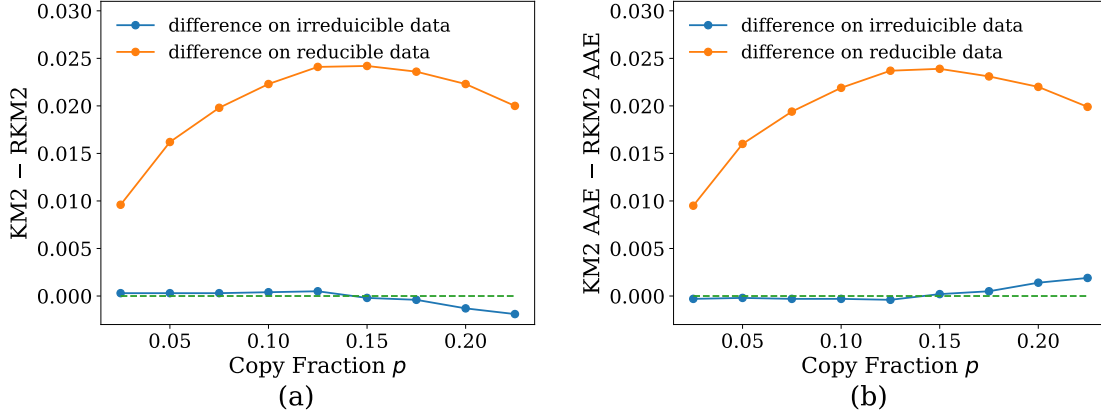 difference on irreduicible data
difference on reducible data
KM2 − RKM2
0.030
0.025
0.020
0.015
0.010
0.005
0.000
0.05
0.10
0.15
0.20
Copy Fraction p
(a)
difference on irreduicible data
difference on reducible data
KM2 AAE − RKM2 AAE
0.030
0.025
0.020
0.015
0.010
0.005
0.000
0.05
0.10
0.15
0.20
Copy Fraction p
(b)